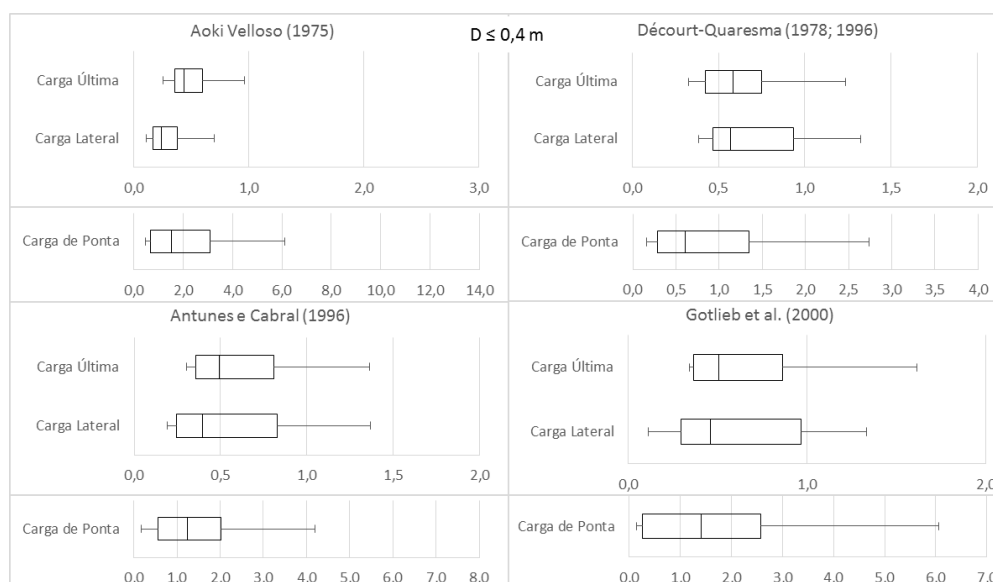 Aoki Velloso (1975)
D ≤ 0,4 m
Carga Última
Carga Lateral
0,0 1,0 2,0 3,0
Carga de Ponta
0,0 2,0 4,0 6,0 8,0 10,0 12,0 14,0
Décourt-Quaresma (1978; 1996)
Carga Última
Carga Lateral
0,0 0,5 1,0 1,5 2,0
Carga de Ponta
0,0 0,5 1,0 1,5 2,0 2,5 3,0 3,5 4,0
Antunes e Cabral (1996)
Carga Última
Carga Lateral
0,0 0,5 1,0 1,5 2,0
Carga de Ponta
0,0 1,0 2,0 3,0 4,0 5,0 6,0 7,0 8,0
Gotlieb et al. (2000)
Carga Última
Carga Lateral
0,0 1,0 2,0
Carga de Ponta
0,0 1,0 2,0 3,0 4,0 5,0 6,0 7,0